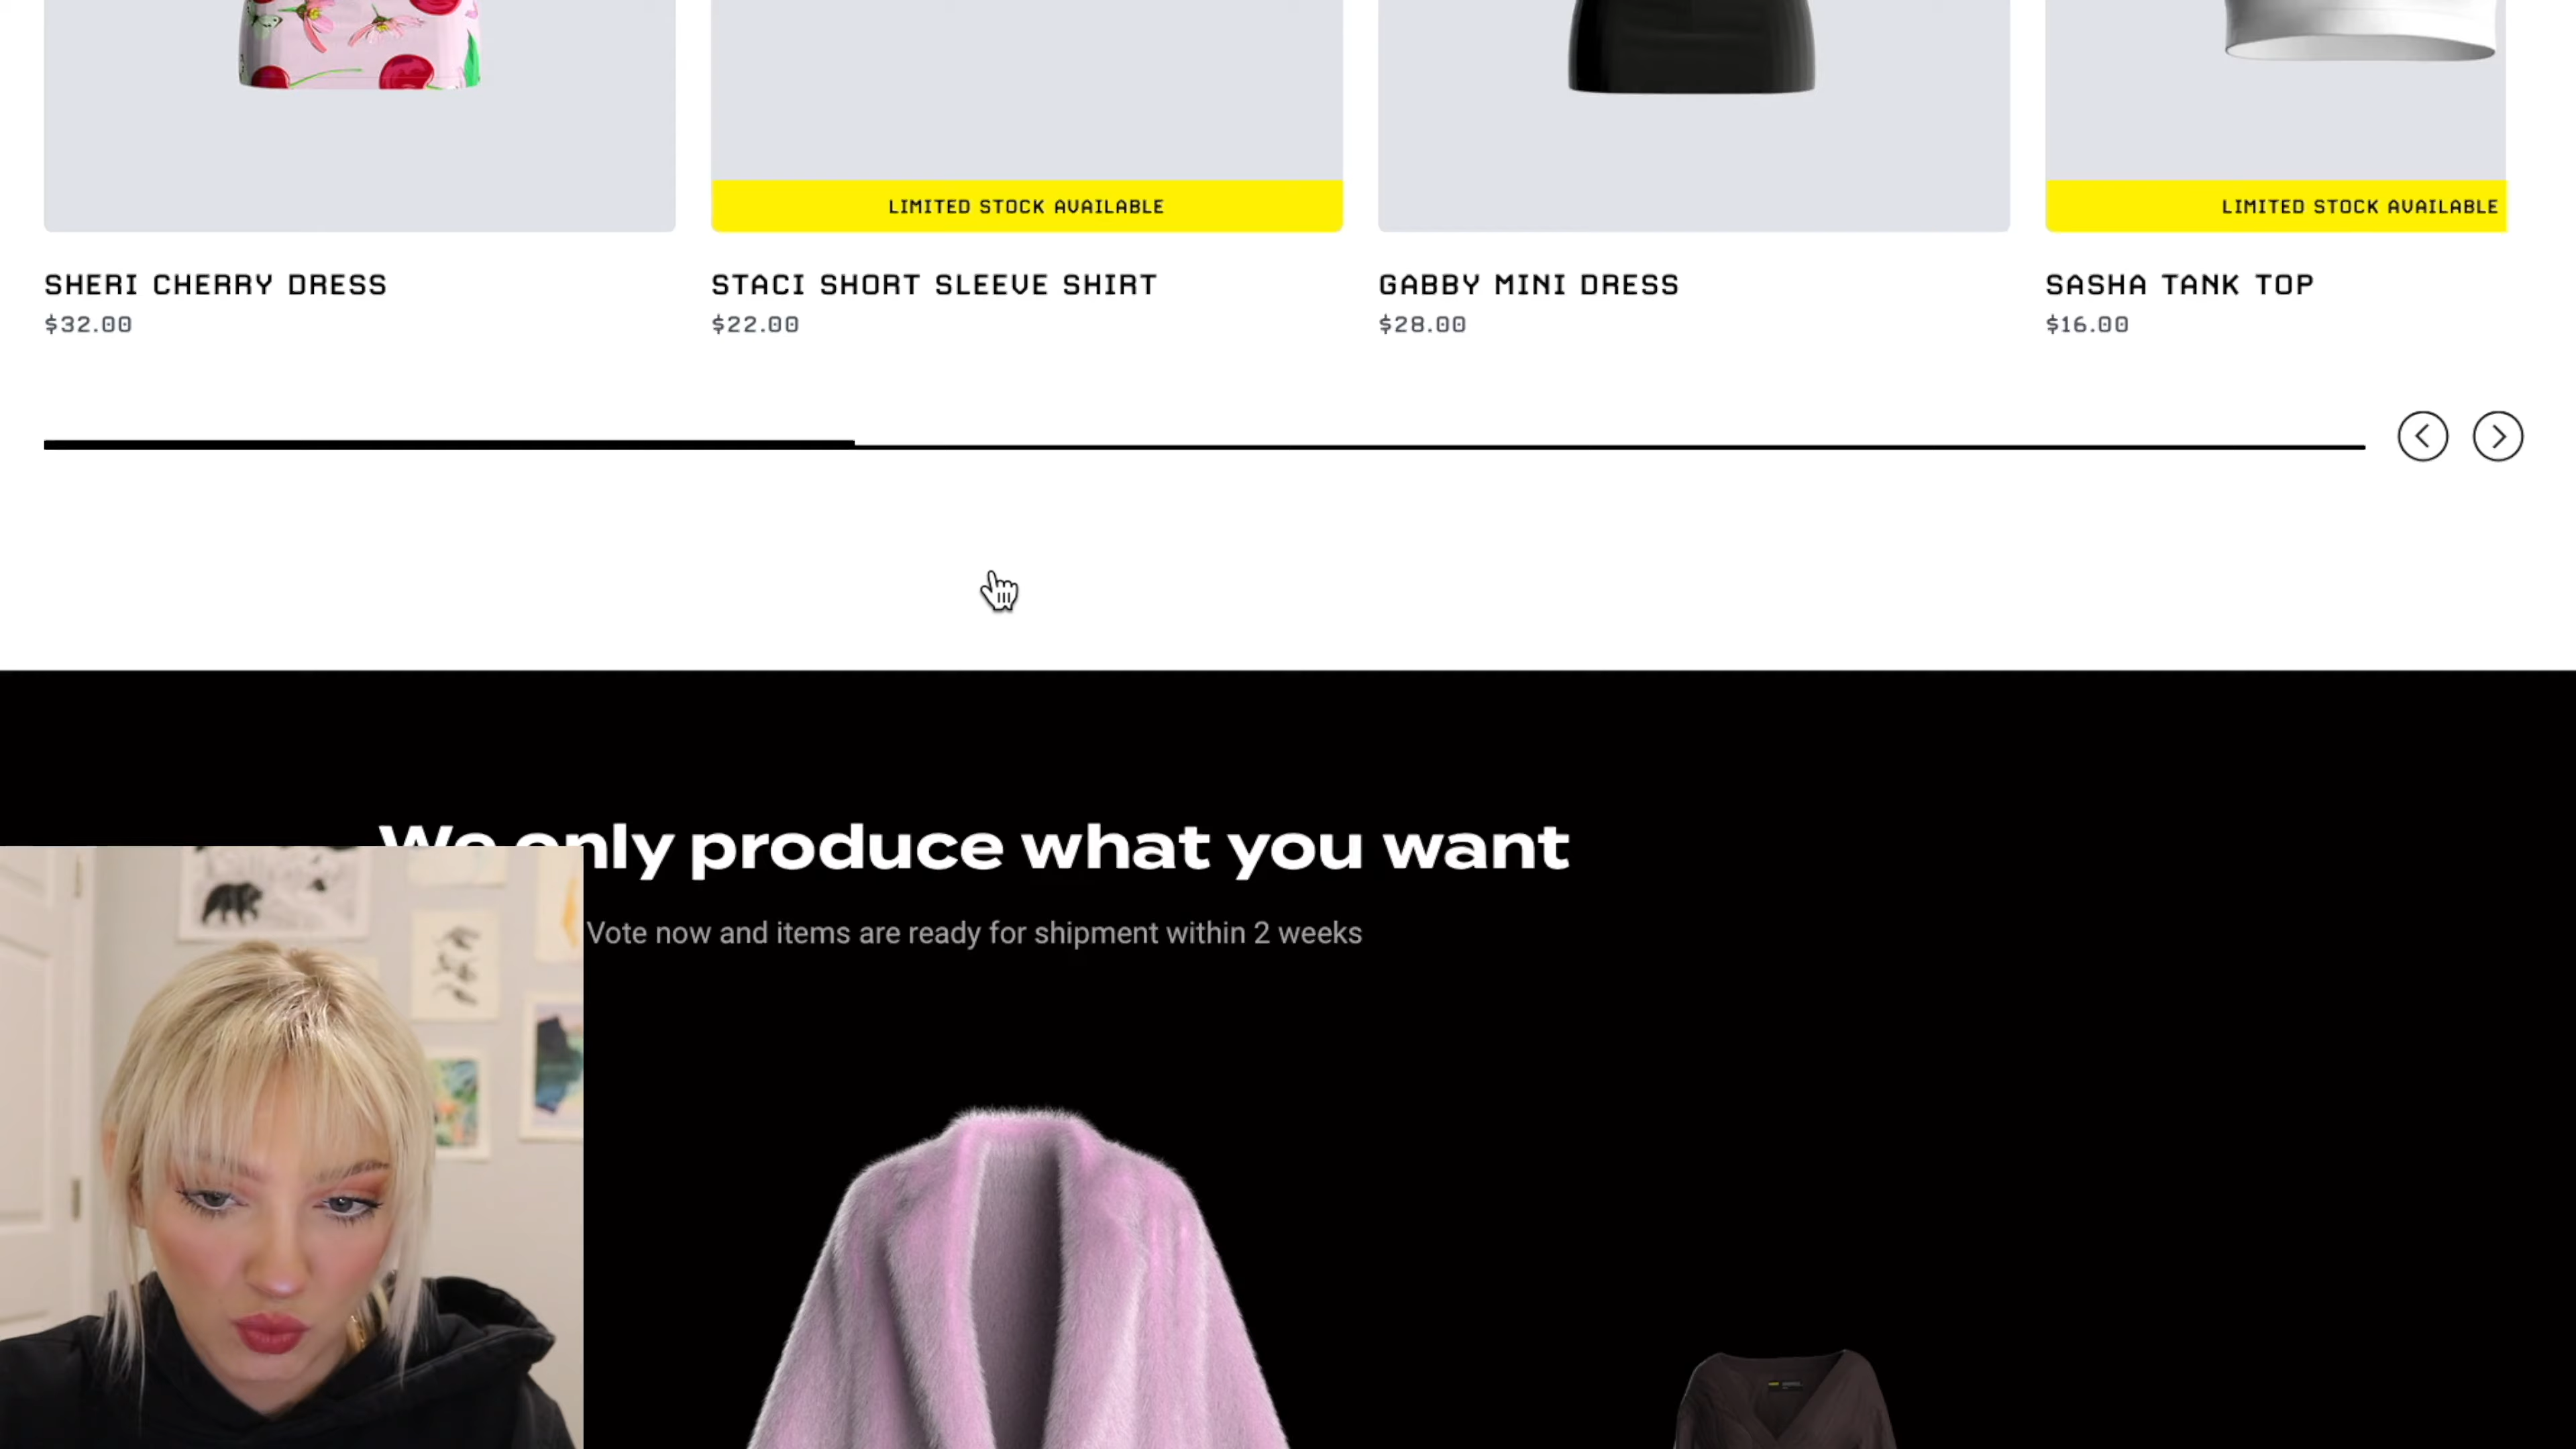 LIMITED STOCK AVAILABLE
LIMITED STOCK AVAILABLE
SHERI CHERRY DRESS
$32.00
STACI SHORT SLEEVE SHIRT
$22.00
GABBY MINI DRESS
$28.00
SASHA TANK TOP
$16.00
We only produce what you want
Vote now and items are ready for shipment within 2 weeks